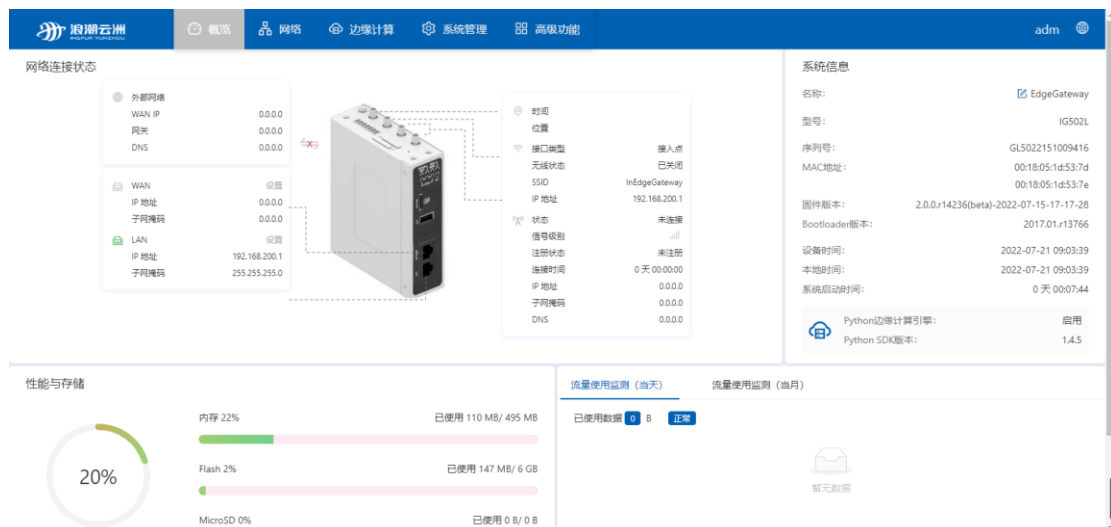 浪潮云洲 概览 网络 边缘计算 系统管理 高级功能 adm
INSPUR YUNZHOU
网络连接状态
外部网络
WAN IP 0.0.0.0
网关 0.0.0.0
DNS 0.0.0.0
WAN 设置
IP 地址 0.0.0.0
子网掩码 0.0.0.0
LAN 设置
IP 地址 192.168.200.1
子网掩码 255.255.255.0
时间
位置
接口类型 接入点
无线状态 已关闭
SSID InEdgeGateway
IP 地址 192.168.200.1
状态 未连接
信号级别
注册状态 未注册
连接时间 0 天 00:00:00
IP 地址 0.0.0.0
子网掩码 0.0.0.0
DNS 0.0.0.0
系统信息
名称: EdgeGateway
型号: IG502L
序列号: GL5022151009416
MAC地址: 00:18:05:1d:53:7d
00:18:05:1d:53:7e
固件版本: 2.0.0.r14236(beta)-2022-07-15-17-17-28
Bootloader版本: 2017.01.r13766
设备时间: 2022-07-21 09:03:39
本地时间: 2022-07-21 09:03:39
系统启动时间: 0 天 00:07:44
Python边缘计算引擎: 启用
Python SDK版本: 1.4.5
性能与存储
20%
内存 22% 已使用 110 MB/ 495 MB
Flash 2% 已使用 147 MB/ 6 GB
MicroSD 0% 已使用 0 B/ 0 B
流量使用监测（当天） 流量使用监测（当月）
已使用数据 0 B 正常
暂无数据